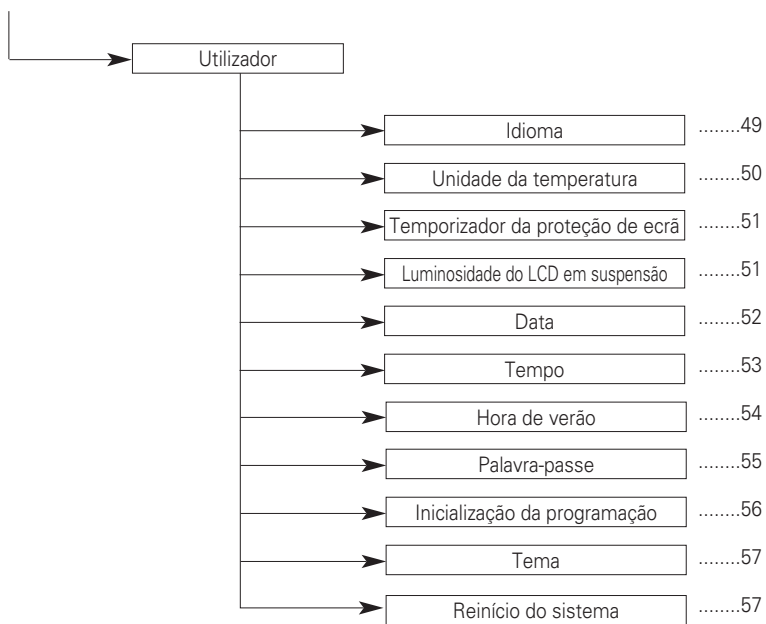 Utilizador
Idioma ........49
Unidade da temperatura ........50
Temporizador da proteção de ecrã ........51
Luminosidade do LCD em suspensão ........51
Data ........52
Tempo ........53
Hora de verão ........54
Palavra-passe ........55
Inicialização da programação ........56
Tema ........57
Reinício do sistema ........57